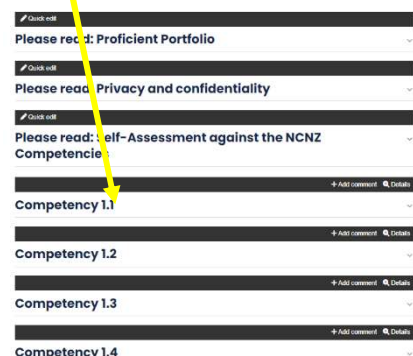 Quick edit
Please read: Proficient Portfolio
Quick edit
Please read: Privacy and confidentiality
Quick edit
Please read: Self-Assessment against the NCNZ
Competencies
+ Add comment Details
Competency 1.1
+ Add comment Details
Competency 1.2
+ Add comment Details
Competency 1.3
+ Add comment Details
Competency 1.4